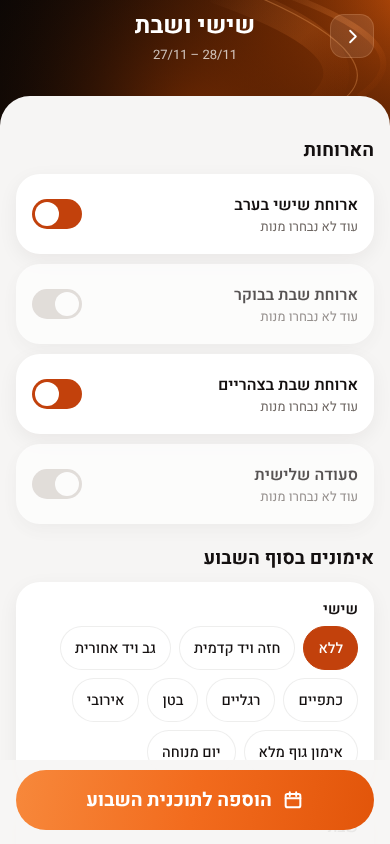 שישי ושבת
27/11 – 28/11
הארוחות
ארוחת שישי בערב
עוד לא נבחרו מנות
ארוחת שבת בבוקר
עוד לא נבחרו מנות
ארוחת שבת בצהריים
עוד לא נבחרו מנות
סעודה שלישית
עוד לא נבחרו מנות
אימונים בסוף השבוע
שישי
ללא חזה ויד קדמית גב ויד אחורית
כתפיים רגליים בטן אירובי
אימון גוף מלא יום מנוחה
הוספה לתוכנית השבוע